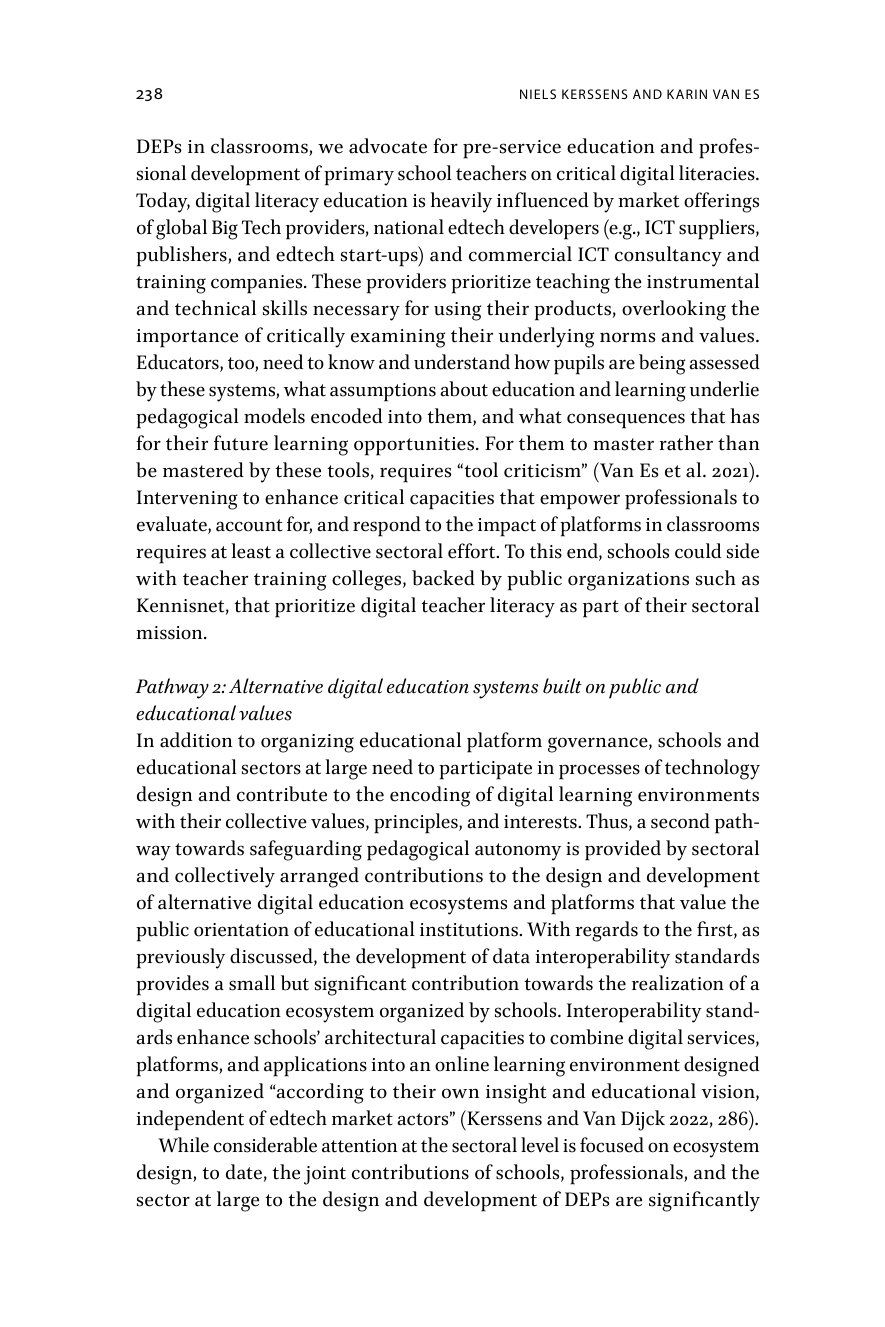 238
NIELS KERSSENS AND KARIN VAN ES
DEPs in classrooms, we advocate for pre-service education and profes-
sional development of primary school teachers on critical digital literacies.
Today, digital literacy education is heavily influenced by market offerings
of global Big Tech providers, national edtech developers (e.g., ICT suppliers,
publishers, and edtech start-ups) and commercial ICT consultancy and
training companies. These providers prioritize teaching the instrumental
and technical skills necessary for using their products, overlooking the
importance of critically examining their underlying norms and values.
Educators, too, need to know and understand how pupils are being assessed
by these systems, what assumptions about education and learning underlie
pedagogical models encoded into them, and what consequences that has
for their future learning opportunities. For them to master rather than
be mastered by these tools, requires “tool criticism” (Van Es et al. 2021).
Intervening to enhance critical capacities that empower professionals to
evaluate, account for, and respond to the impact of platforms in classrooms
requires at least a collective sectoral effort. To this end, schools could side
with teacher training colleges, backed by public organizations such as
Kennisnet, that prioritize digital teacher literacy as part of their sectoral
mission.
Pathway 2: Alternative digital education systems built on public and
educational values
In addition to organizing educational platform governance, schools and
educational sectors at large need to participate in processes of technology
design and contribute to the encoding of digital learning environments
with their collective values, principles, and interests. Thus, a second path-
way towards safeguarding pedagogical autonomy is provided by sectoral
and collectively arranged contributions to the design and development
of alternative digital education ecosystems and platforms that value the
public orientation of educational institutions. With regards to the first, as
previously discussed, the development of data interoperability standards
provides a small but significant contribution towards the realization of a
digital education ecosystem organized by schools. Interoperability stand-
ards enhance schools’ architectural capacities to combine digital services,
platforms, and applications into an online learning environment designed
and organized “according to their own insight and educational vision,
independent of edtech market actors” (Kerssens and Van Dijck 2022, 286).
While considerable attention at the sectoral level is focused on ecosystem
design, to date, the joint contributions of schools, professionals, and the
sector at large to the design and development of DEPs are significantly